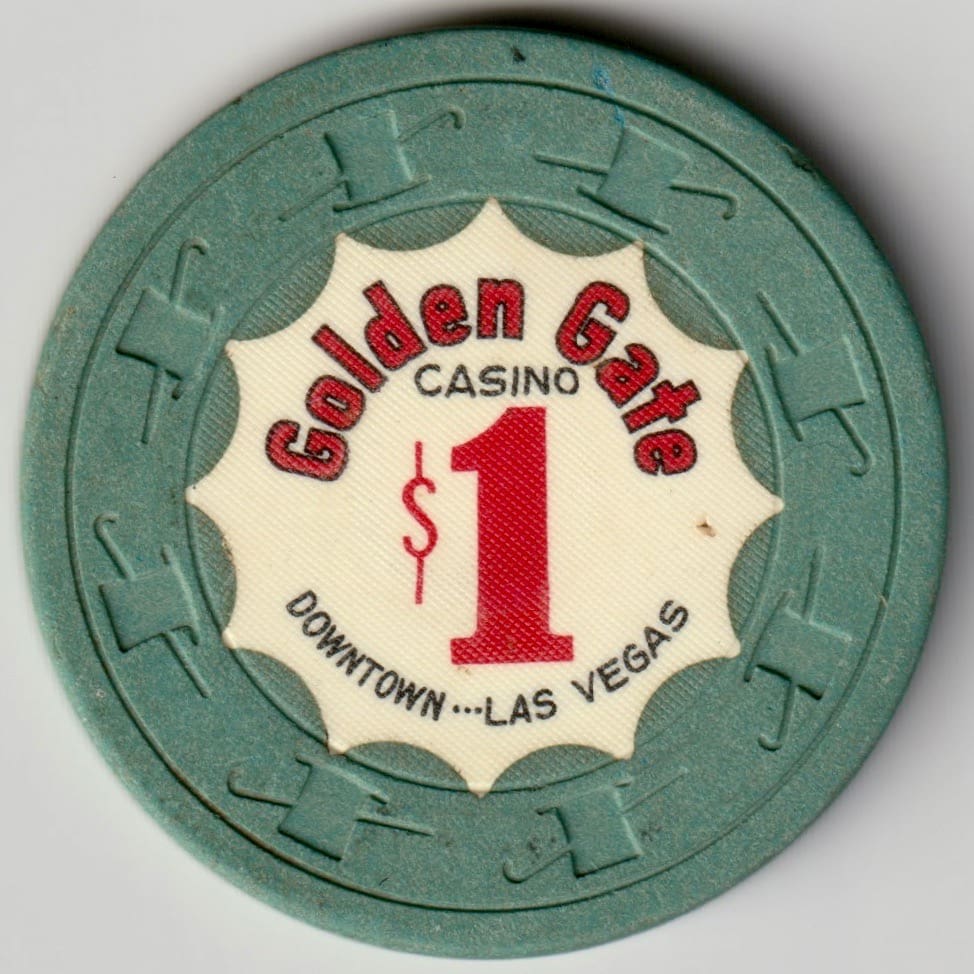 Golden Gate
CASINO
$1
DOWNTOWN...LAS VEGAS